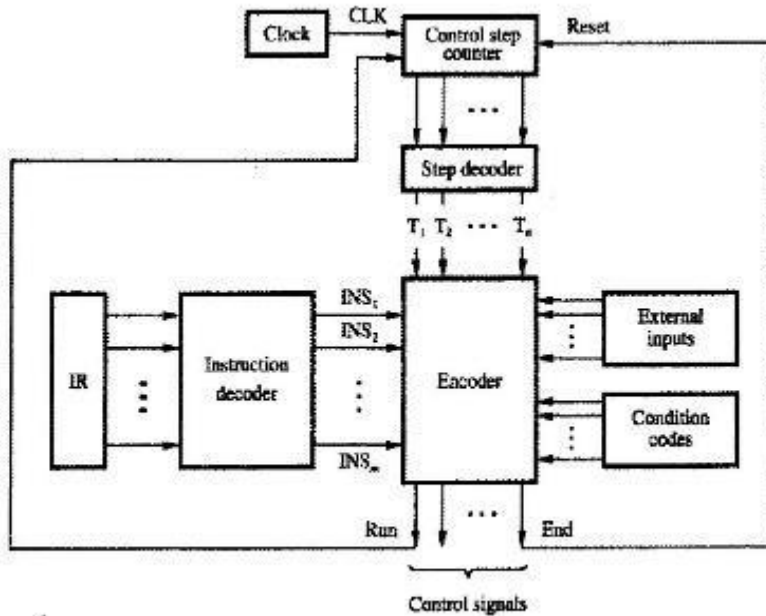 Clock
CLK
Control step
counter
Reset
Step decoder
T₁ T₂ Tₙ
IR
Instruction
decoder
INS₁
INS₂
INSₘ
Encoder
External
inputs
Condition
codes
Run
End
Control signals